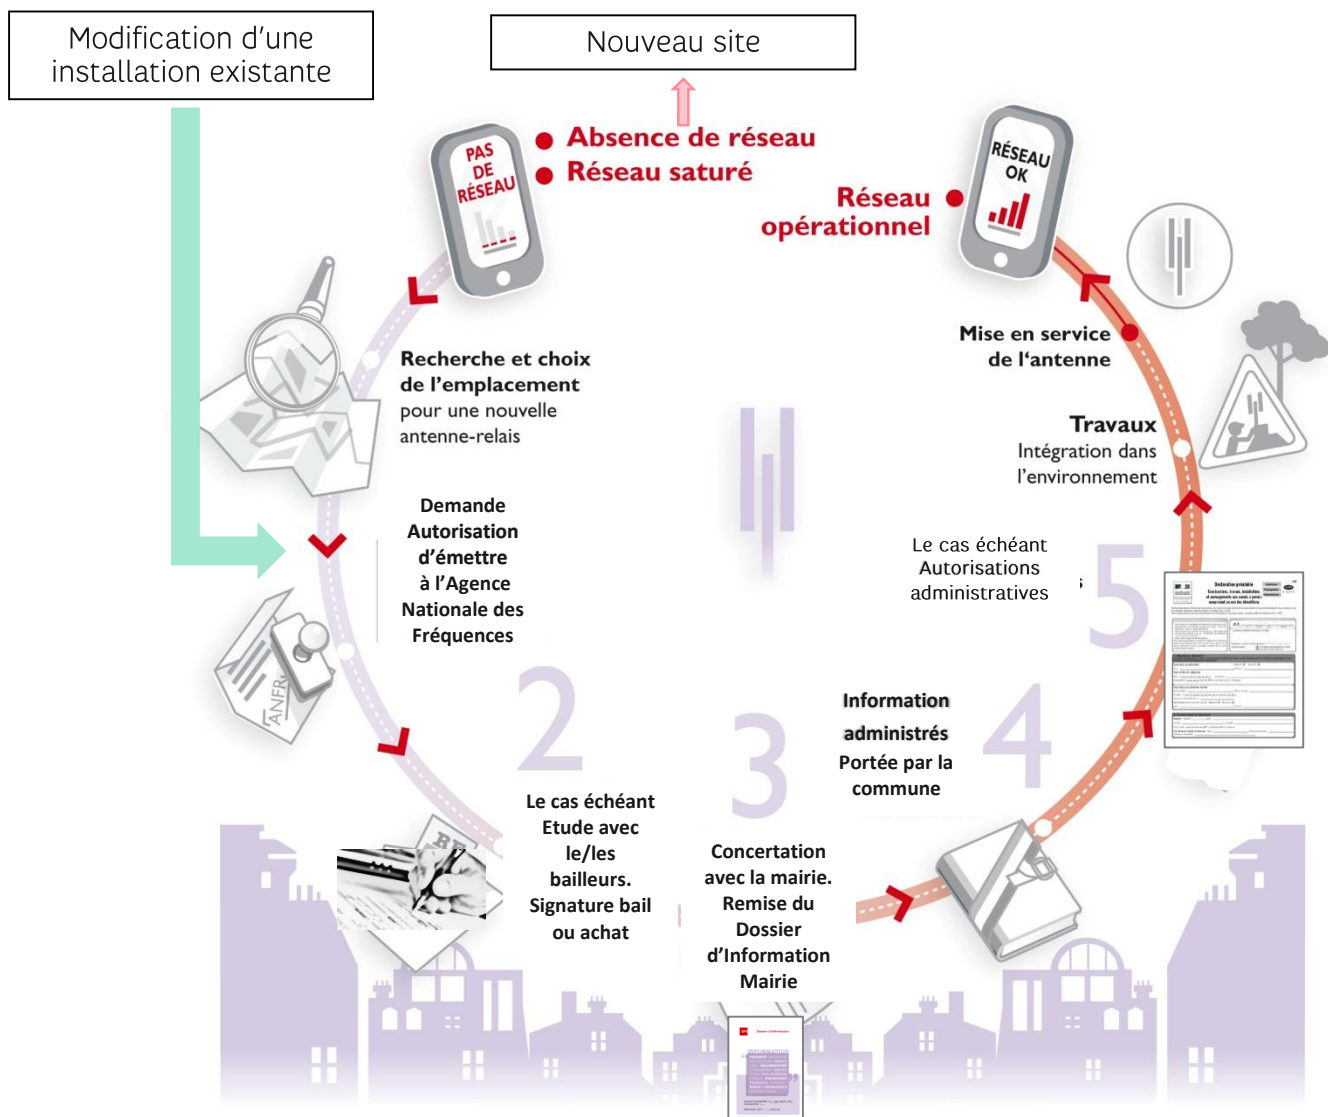 Modification d'une
installation existante
Nouveau site
Absence de réseau
Réseau saturé
PAS
DE
RÉSEAU
RÉSEAU
OK
Réseau
opérationnel
Recherche et choix
de l'emplacement
pour une nouvelle
antenne-relais
Mise en service
de l'antenne
Travaux
Intégration dans
l'environnement
Demande
Autorisation
d'émettre
à l'Agence
Nationale des
Fréquences
ANFR
Le cas échéant
Autorisations
administratives
5
Déclaration préalable
2
Le cas échéant
Etude avec
le/les
bailleurs.
Signature bail
ou achat
3
Concertation
avec la mairie.
Remise du
Dossier
d'Information
Mairie
4
Information
administrés
Portée par la
commune
Dossier d'Information